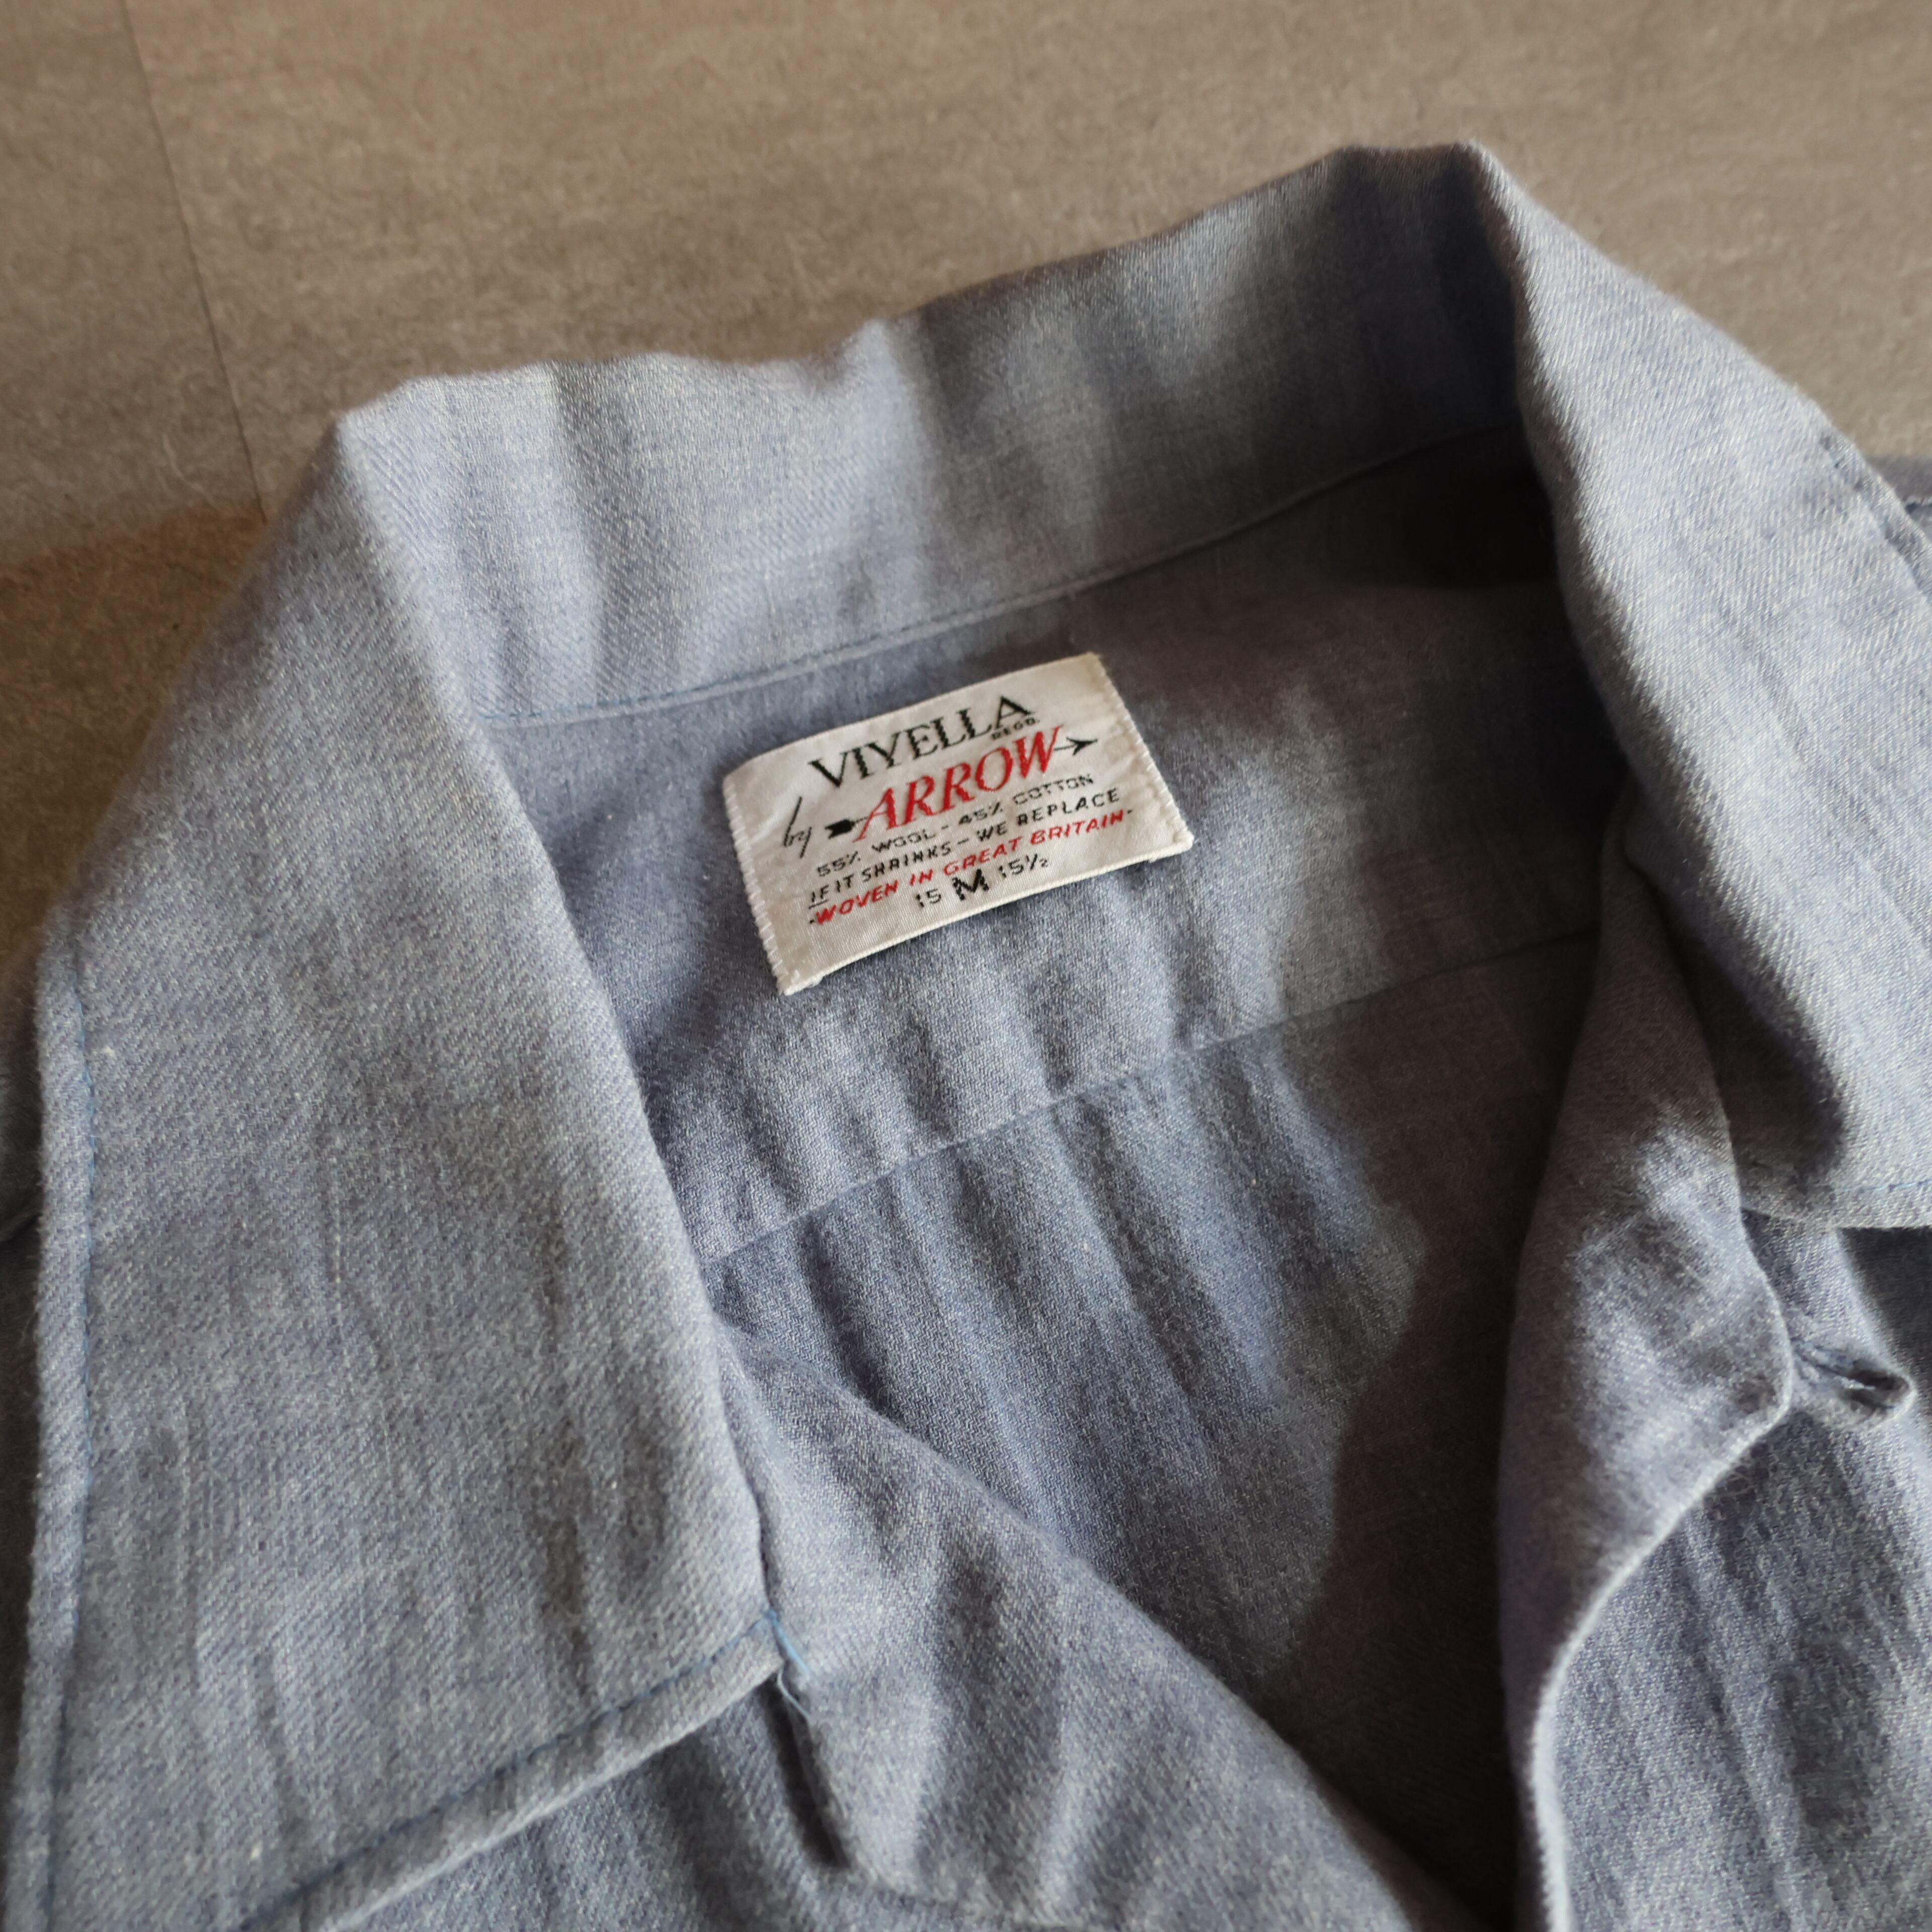 VIYELLA
REGD.
by ARROW
55% WOOL - 45% COTTON
IF IT SHRINKS - WE REPLACE
·WOVEN IN GREAT BRITAIN·
15 M 15½